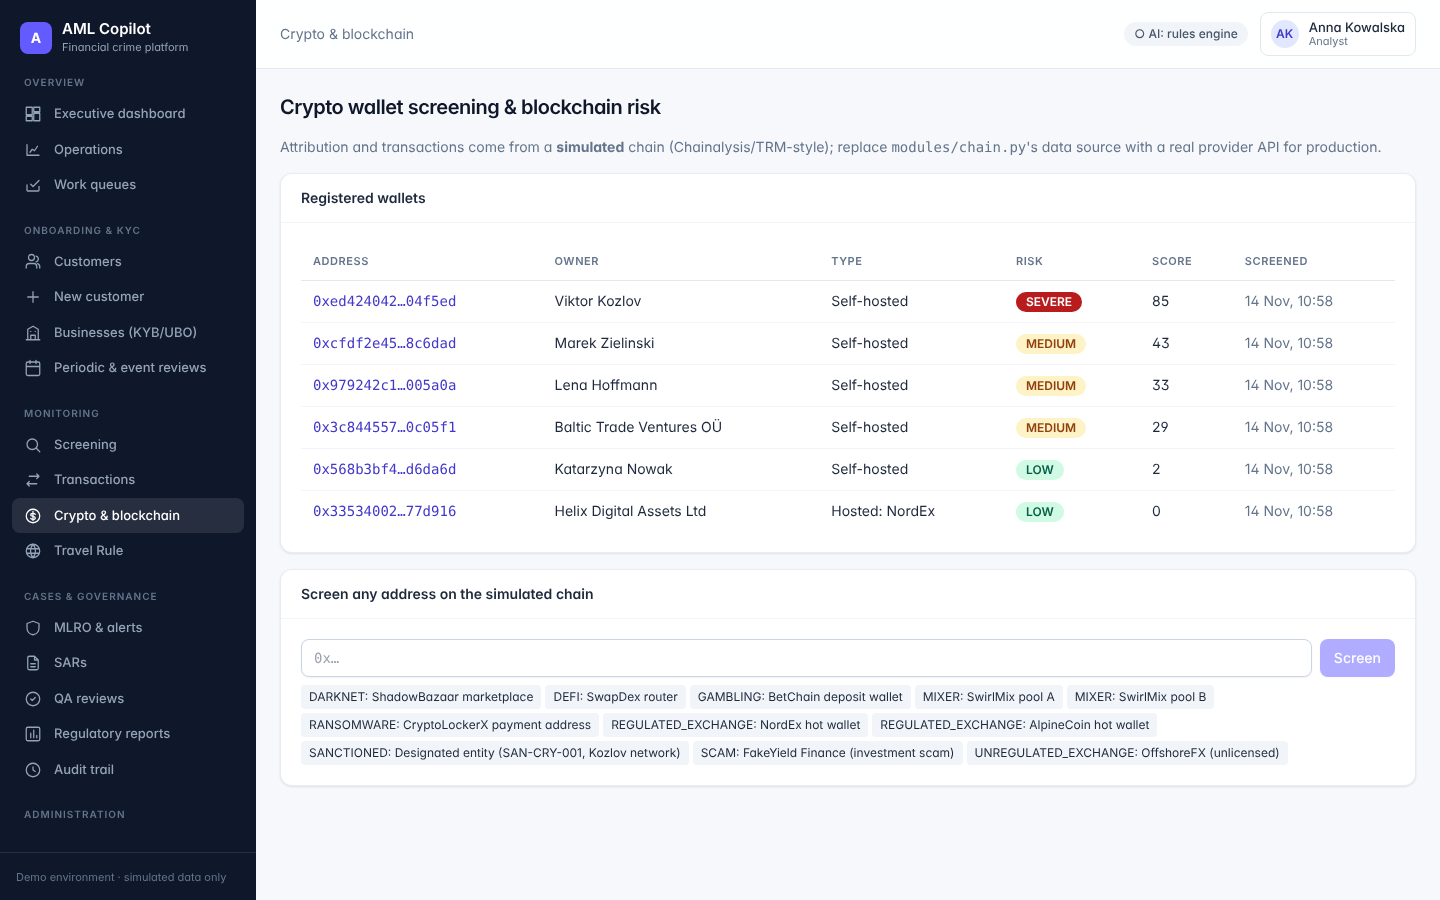 A
AML Copilot
Financial crime platform
OVERVIEW
Executive dashboard
Operations
Work queues
ONBOARDING & KYC
Customers
New customer
Businesses (KYB/UBO)
Periodic & event reviews
MONITORING
Screening
Transactions
Crypto & blockchain
Travel Rule
CASES & GOVERNANCE
MLRO & alerts
SARs
QA reviews
Regulatory reports
Audit trail
ADMINISTRATION
Demo environment · simulated data only
Crypto & blockchain
AI: rules engine
AK
Anna Kowalska
Analyst
Crypto wallet screening & blockchain risk
Attribution and transactions come from a simulated chain (Chainalysis/TRM-style); replace modules/chain.py's data source with a real provider API for production.
Registered wallets
ADDRESS OWNER TYPE RISK SCORE SCREENED
0xed424042…04f5ed Viktor Kozlov Self-hosted SEVERE 85 14 Nov, 10:58
0xcfdf2e45…8c6dad Marek Zielinski Self-hosted MEDIUM 43 14 Nov, 10:58
0x979242c1…005a0a Lena Hoffmann Self-hosted MEDIUM 33 14 Nov, 10:58
0x3c844557…0c05f1 Baltic Trade Ventures OÜ Self-hosted MEDIUM 29 14 Nov, 10:58
0x568b3bf4…d6da6d Katarzyna Nowak Self-hosted LOW 2 14 Nov, 10:58
0x33534002…77d916 Helix Digital Assets Ltd Hosted: NordEx LOW 0 14 Nov, 10:58
Screen any address on the simulated chain
0x…
Screen
DARKNET: ShadowBazaar marketplace DEFI: SwapDex router GAMBLING: BetChain deposit wallet MIXER: SwirlMix pool A MIXER: SwirlMix pool B
RANSOMWARE: CryptoLockerX payment address REGULATED_EXCHANGE: NordEx hot wallet REGULATED_EXCHANGE: AlpineCoin hot wallet
SANCTIONED: Designated entity (SAN-CRY-001, Kozlov network) SCAM: FakeYield Finance (investment scam) UNREGULATED_EXCHANGE: OffshoreFX (unlicensed)